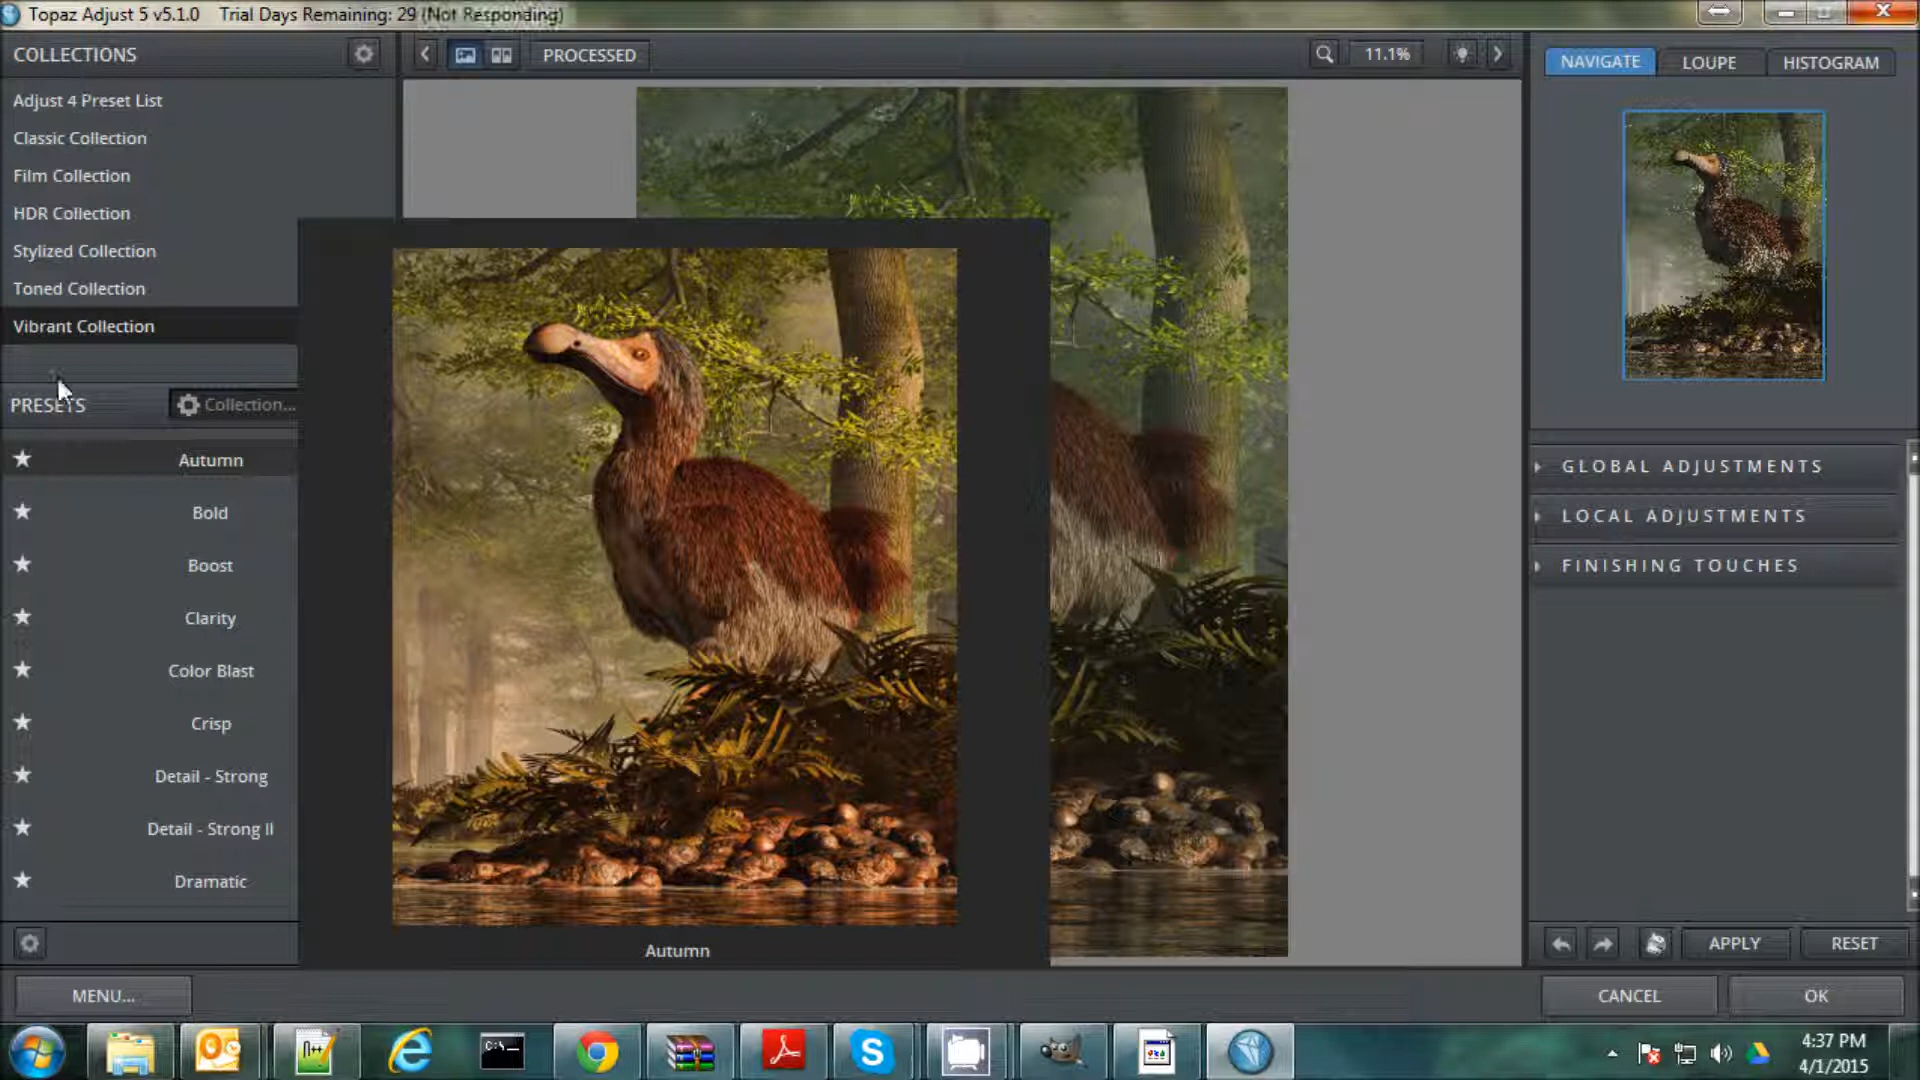 Topaz Adjust 5 v5.1.0 Trial Days Remaining: 29 (Not Responding)
COLLECTIONS
PROCESSED
11.1%
NAVIGATE
LOUPE
HISTOGRAM
Adjust 4 Preset List
Classic Collection
Film Collection
HDR Collection
Stylized Collection
Toned Collection
Vibrant Collection
PRESETS
Collection...
Autumn
Bold
Boost
Clarity
Color Blast
Crisp
Detail - Strong
Detail - Strong II
Dramatic
Autumn
GLOBAL ADJUSTMENTS
LOCAL ADJUSTMENTS
FINISHING TOUCHES
APPLY
RESET
MENU...
CANCEL
OK
C:\_
4:37 PM
4/1/2015